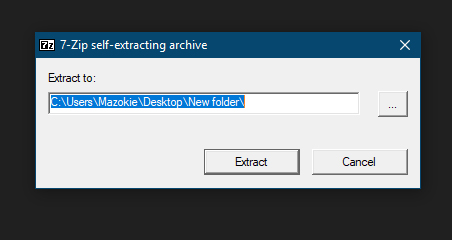 7z 7-Zip self-extracting archive
Extract to:
C:\Users\Mazokie\Desktop\New folder\
...
Extract Cancel